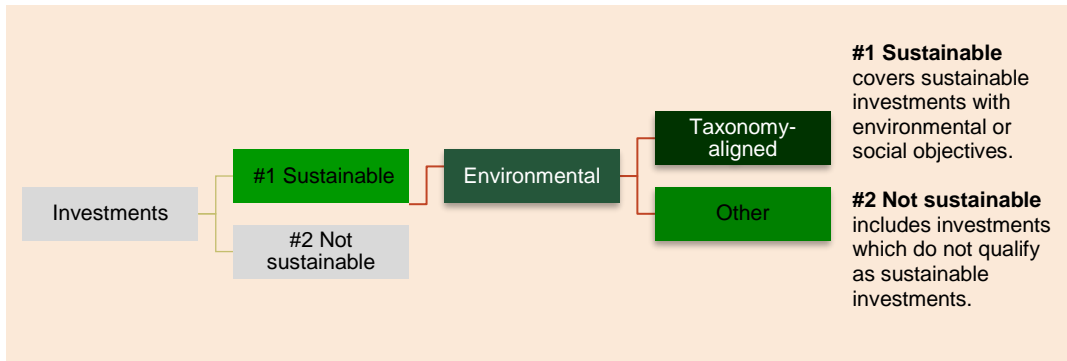 Investments
#1 Sustainable
#2 Not
sustainable
Environmental
Taxonomy-
aligned
Other
#1 Sustainable
covers sustainable
investments with
environmental or
social objectives.
#2 Not sustainable
includes investments
which do not qualify
as sustainable
investments.